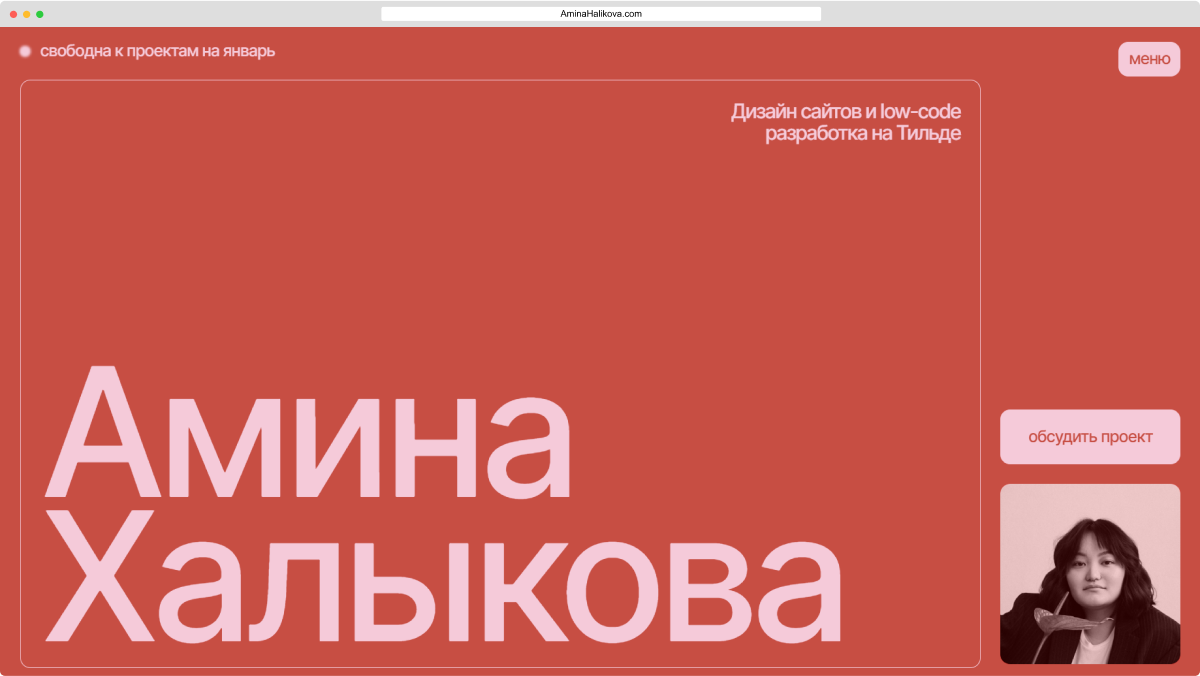 AminaHalikova.com
свободна к проектам на январь
меню
Дизайн сайтов и low-code
разработка на Тильде
Амина
Халыкова
обсудить проект